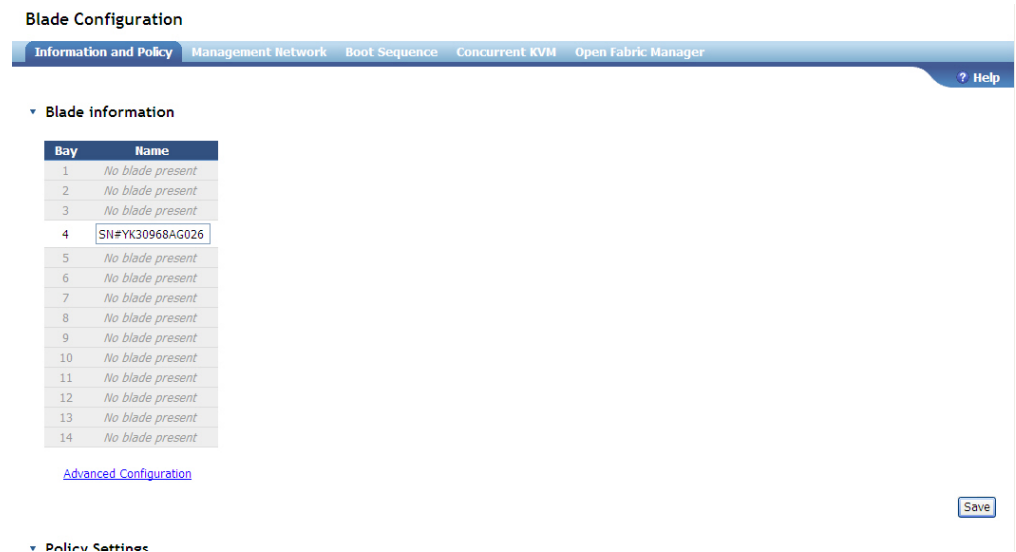 Blade Configuration
Information and Policy Management Network Boot Sequence Concurrent KVM Open Fabric Manager
? Help
Blade information
Bay Name
1 No blade present
2 No blade present
3 No blade present
4 SN#YK30968AG026
5 No blade present
6 No blade present
7 No blade present
8 No blade present
9 No blade present
10 No blade present
11 No blade present
12 No blade present
13 No blade present
14 No blade present
Advanced Configuration
Save
Policy Settings